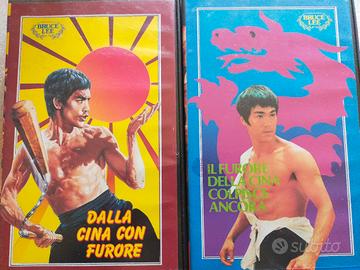 BRUCE LEE
DALLA
CINA CON
FURORE
BRUCE LEE
IL FURORE
DELLA CINA
COLPISCE
ANCORA
subito